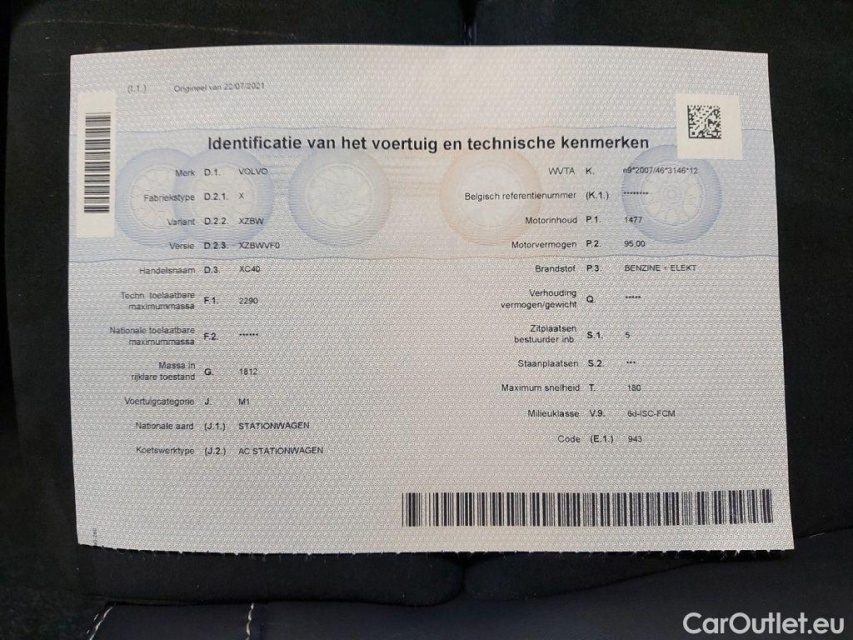 (I.1.) Origineel van 22/07/2021
Identificatie van het voertuig en technische kenmerken
Merk D.1. VOLVO
Fabriekstype D.2.1. X
Variant D.2.2. XZBW
Versie D.2.3. XZBWVF0
Handelsnaam D.3. XC40
Techn. toelaatbare
maximummassa F.1. 2290
Nationale toelaatbare
maximummassa F.2. ******
Massa in
rijklare toestand G. 1812
Voertuigcategorie J. M1
Nationale aard (J.1.) STATIONWAGEN
Koetswerktype (J.2.) AC STATIONWAGEN
WVTA K. e9*2007/46*3146*12
Belgisch referentienummer (K.1.) ********
Motorinhoud P.1. 1477
Motorvermogen P.2. 95,00
Brandstof P.3. BENZINE + ELEKT
Verhouding
vermogen/gewicht Q. *****
Zitplaatsen
bestuurder inb. S.1. 5
Staanplaatsen S.2. ***
Maximum snelheid T. 180
Milieuklasse V.9. 6d-ISC-FCM
Code (E.1.) 943
CarOutlet.eu